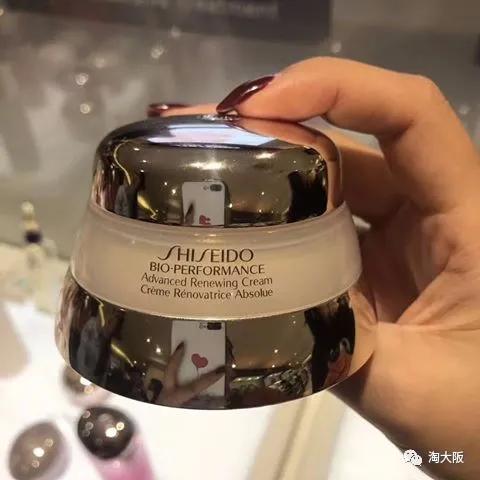 SHISEIDO
BIO-PERFORMANCE
Advanced Renewing Cream
Crème Rénovatrice Absolue
淘大阪